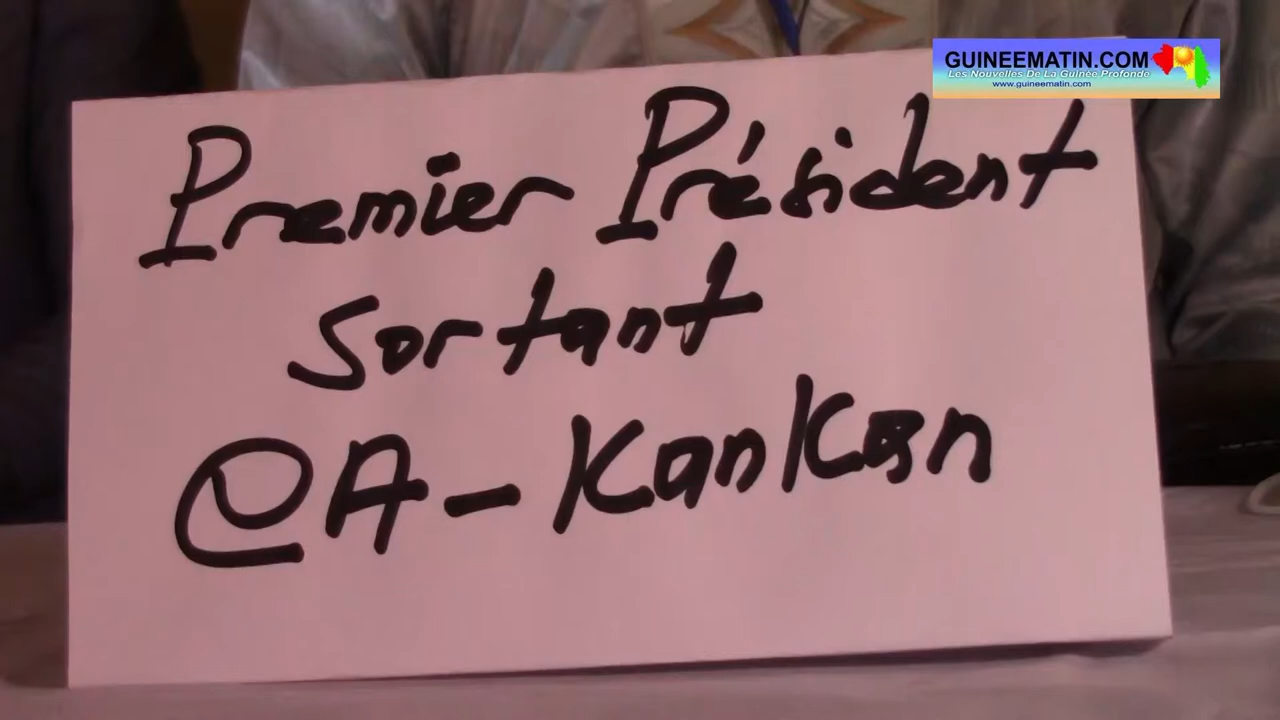 GUINEEMATIN.COM
Les Nouvelles De La Guinée Profonde
www.guineematin.com
Premier Président
sortant
CA-Kankan